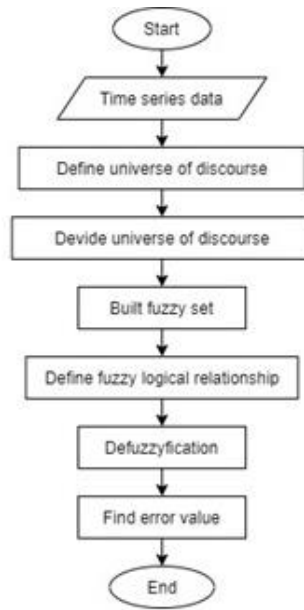 Start
Time series data
Define universe of discourse
Devide universe of discourse
Built fuzzy set
Define fuzzy logical relationship
Defuzzyfication
Find error value
End